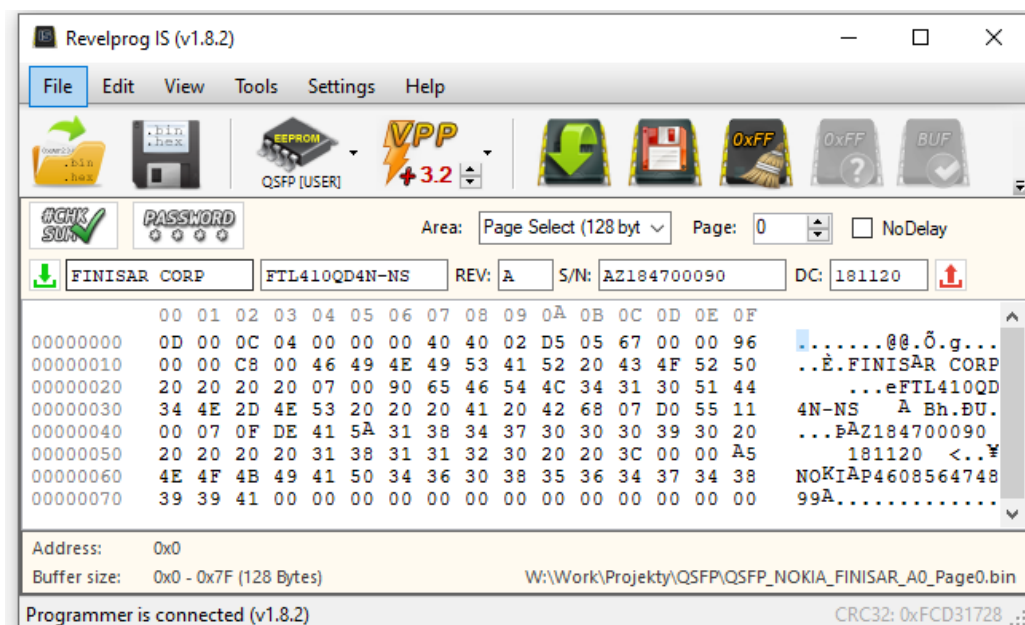 Revelprog IS (v1.8.2)
File Edit View Tools Settings Help
.bin .hex
.bin .hex
EEPROM
QSFP [USER]
VPP
+3.2
0xFF
0xFF ?
BUF
#CHK SUM
PASSWORD
Area: Page Select (128 byt Page: 0 NoDelay
FINISAR CORP FTL410QD4N-NS REV: A S/N: AZ184700090 DC: 181120
00 01 02 03 04 05 06 07 08 09 0A 0B 0C 0D 0E 0F
00000000 0D 00 0C 04 00 00 00 40 40 02 D5 05 67 00 00 96 .......@@.Õ.g...
00000010 00 00 C8 00 46 49 4E 49 53 41 52 20 43 4F 52 50 ..È.FINISAR CORP
00000020 20 20 20 20 07 00 90 65 46 54 4C 34 31 30 51 44 ...eFTL410QD
00000030 34 4E 2D 4E 53 20 20 20 41 20 42 68 07 D0 55 11 4N-NS A Bh.ÐU.
00000040 00 07 0F DE 41 5A 31 38 34 37 30 30 30 39 30 20 ...ÞAZ184700090
00000050 20 20 20 20 31 38 31 31 32 30 20 20 3C 00 00 A5 181120 <..¥
00000060 4E 4F 4B 49 41 50 34 36 30 38 35 36 34 37 34 38 NOKIAP4608564748
00000070 39 39 41 00 00 00 00 00 00 00 00 00 00 00 00 00 99A.............
Address: 0x0
Buffer size: 0x0 - 0x7F (128 Bytes) W:\Work\Projekty\QSFP\QSFP_NOKIA_FINISAR_A0_Page0.bin
Programmer is connected (v1.8.2) CRC32: 0xFCD31728